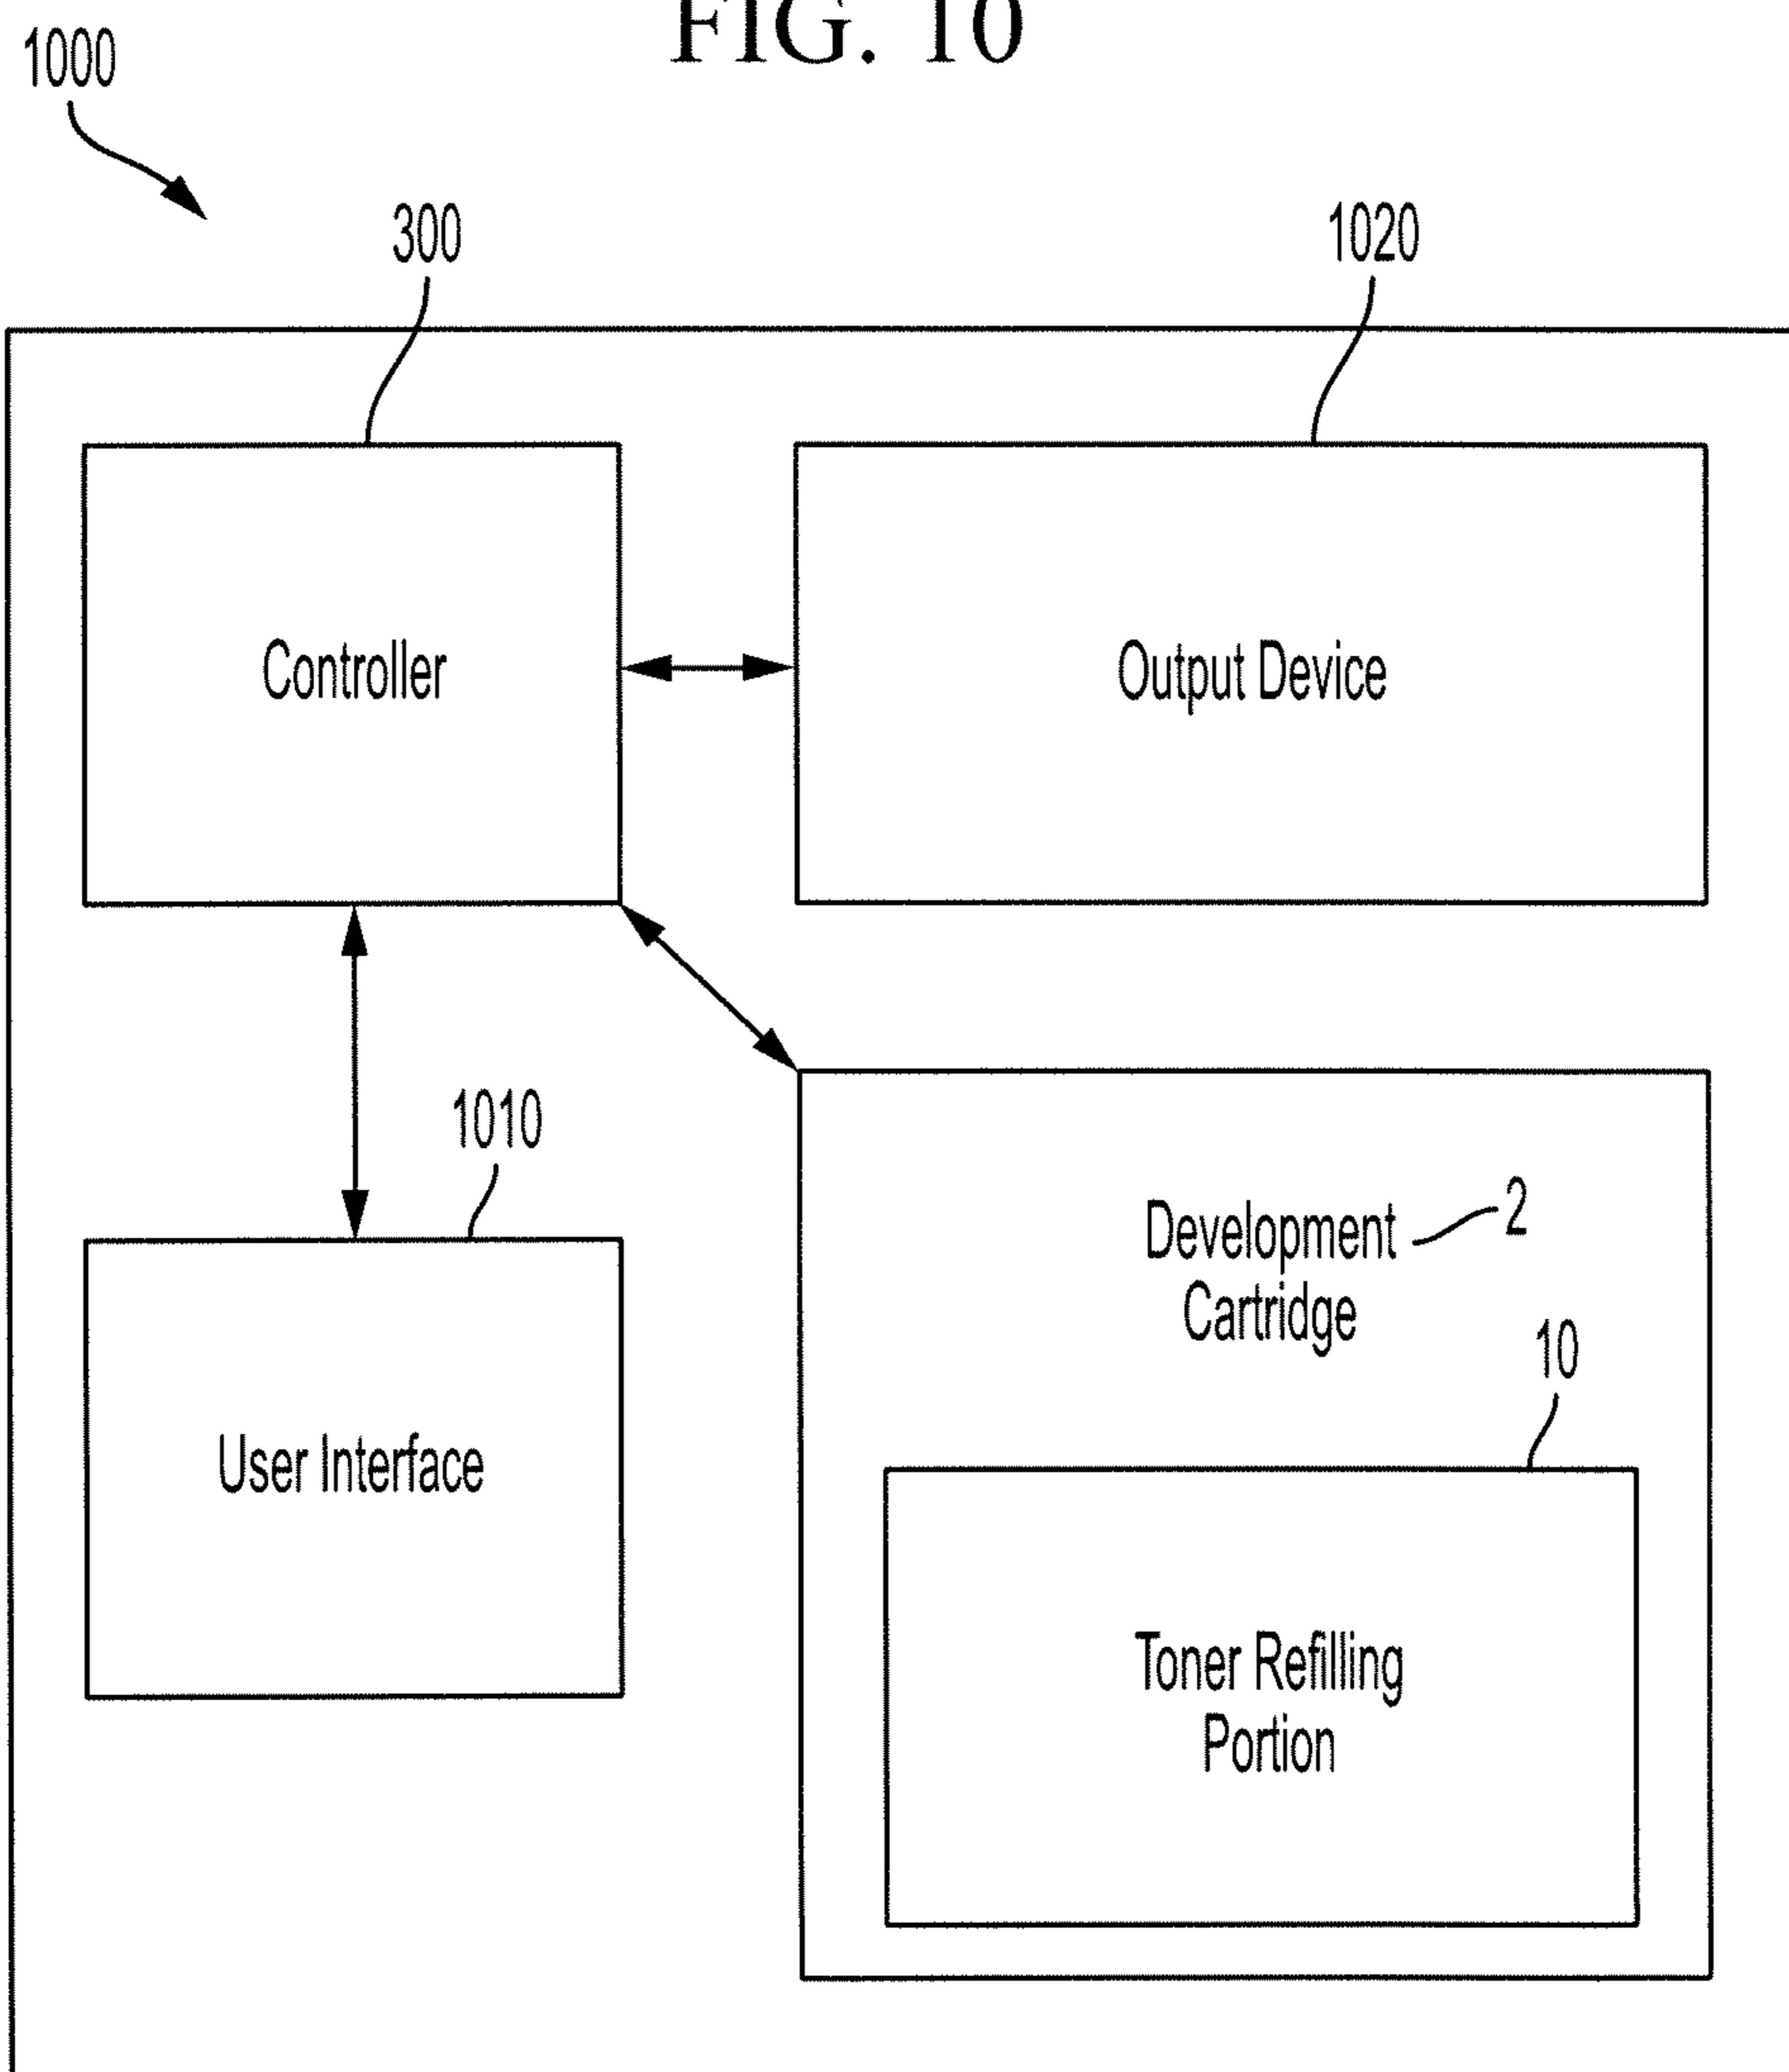 FIG. 10
1000
300
1020
Controller
Output Device
1010
User Interface
Development
Cartridge
2
10
Toner Refilling
Portion